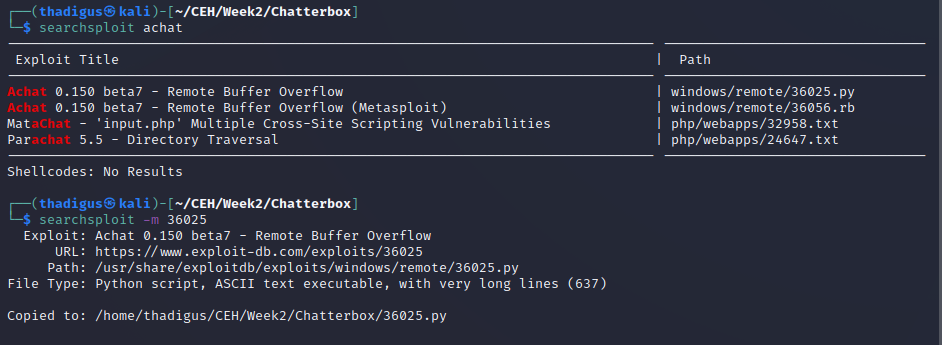 ┌──(thadigus㉿kali)-[~/CEH/Week2/Chatterbox]
└─$ searchsploit achat
Exploit Title | Path
Achat 0.150 beta7 - Remote Buffer Overflow | windows/remote/36025.py
Achat 0.150 beta7 - Remote Buffer Overflow (Metasploit) | windows/remote/36056.rb
MataChat - 'input.php' Multiple Cross-Site Scripting Vulnerabilities | php/webapps/32958.txt
Parachat 5.5 - Directory Traversal | php/webapps/24647.txt
Shellcodes: No Results
┌──(thadigus㉿kali)-[~/CEH/Week2/Chatterbox]
└─$ searchsploit -m 36025
Exploit: Achat 0.150 beta7 - Remote Buffer Overflow
URL: https://www.exploit-db.com/exploits/36025
Path: /usr/share/exploitdb/exploits/windows/remote/36025.py
File Type: Python script, ASCII text executable, with very long lines (637)
Copied to: /home/thadigus/CEH/Week2/Chatterbox/36025.py